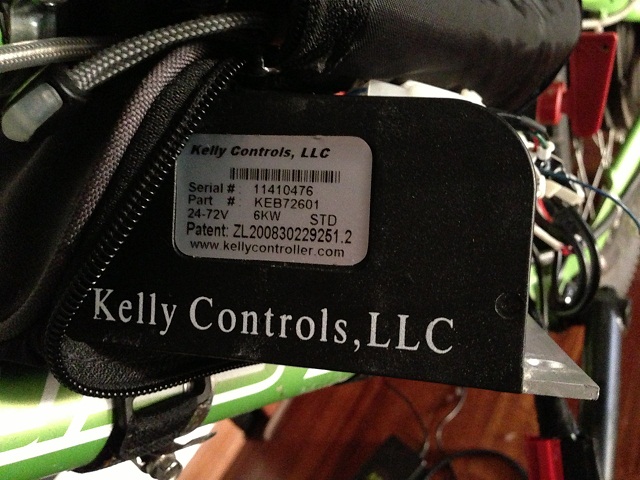 Kelly Controls, LLC
Serial # 11410476
Part # KEB72601
24-72V 6KW STD
Patent: ZL200830229251.2
www.kellycontroller.com
Kelly Controls,LLC